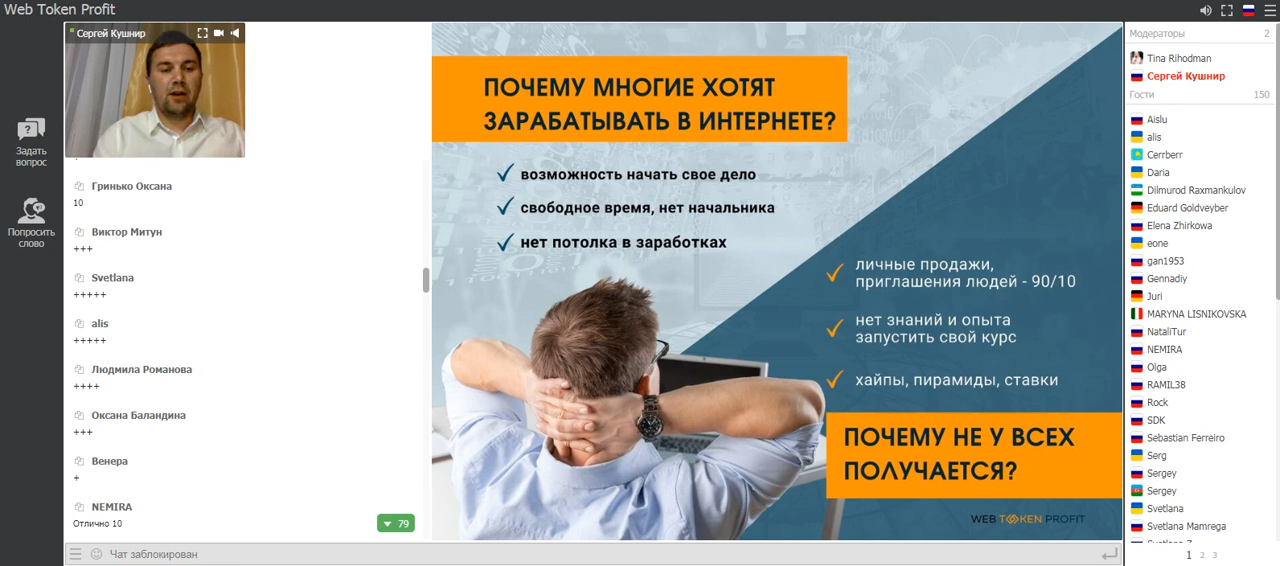 Web Token Profit
Сергей Кушнир
Задать
вопрос
Попросить
слово
Гринько Оксана
10
Виктор Митун
+++
Svetlana
+++++
alis
+++++
Людмила Романова
++++
Оксана Баландина
+++
Венера
+
NEMIRA
Отлично 10
79
Чат заблокирован
ПОЧЕМУ МНОГИЕ ХОТЯТ
ЗАРАБАТЫВАТЬ В ИНТЕРНЕТЕ?
возможность начать свое дело
свободное время, нет начальника
нет потолка в заработках
личные продажи,
приглашения людей - 90/10
нет знаний и опыта
запустить свой курс
хайпы, пирамиды, ставки
ПОЧЕМУ НЕ У ВСЕХ
ПОЛУЧАЕТСЯ?
WEB TOKEN PROFIT
Модераторы 2
Tina Rihodman
Сергей Кушнир
Гости 150
Aislu
alis
Cerrberr
Daria
Dilmurod Raxmankulov
Eduard Goldveyber
Elena Zhirkowa
eone
gan1953
Gennadiy
Juri
MARYNA LISNIKOVSKA
NataliTur
NEMIRA
Olga
RAMIL38
Rock
SDK
Sebastian Ferreiro
Serg
Sergey
Sergey
Svetlana
Svetlana Mamrega
1 2 3